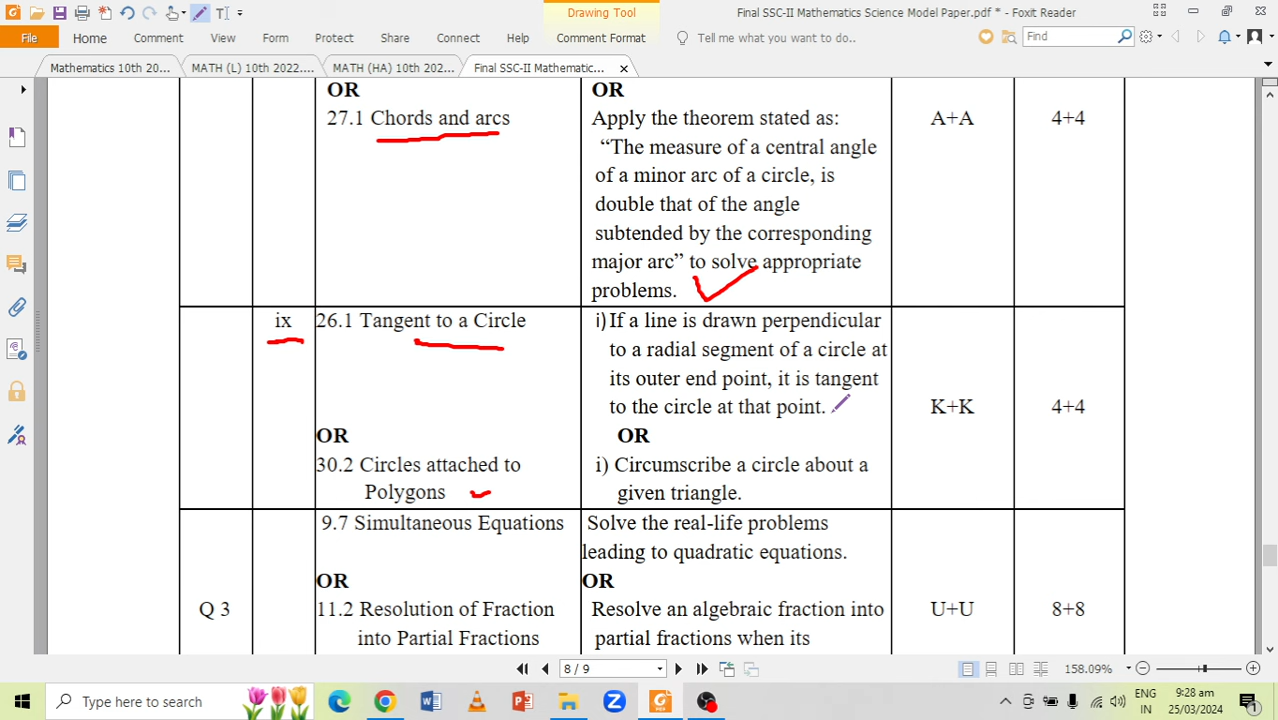 Drawing Tool
Final SSC-II Mathematics Science Model Paper.pdf * - Foxit Reader
File Home Comment View Form Protect Share Connect Help Comment Format Tell me what you want to do.. Find
Mathematics 10th 20... MATH (L) 10th 2022.... MATH (HA) 10th 202... Final SSC-II Mathematic...
OR
27.1 Chords and arcs
OR
Apply the theorem stated as:
“The measure of a central angle
of a minor arc of a circle, is
double that of the angle
subtended by the corresponding
major arc” to solve appropriate
problems.
A+A
4+4
ix
26.1 Tangent to a Circle
OR
30.2 Circles attached to
Polygons
i) If a line is drawn perpendicular
to a radial segment of a circle at
its outer end point, it is tangent
to the circle at that point.
OR
i) Circumscribe a circle about a
given triangle.
K+K
4+4
Q 3
9.7 Simultaneous Equations
OR
11.2 Resolution of Fraction
into Partial Fractions
Solve the real-life problems
leading to quadratic equations.
OR
Resolve an algebraic fraction into
partial fractions when its
U+U
8+8
8 / 9
158.09%
Type here to search
ENG
IN
9:28 am
25/03/2024
1